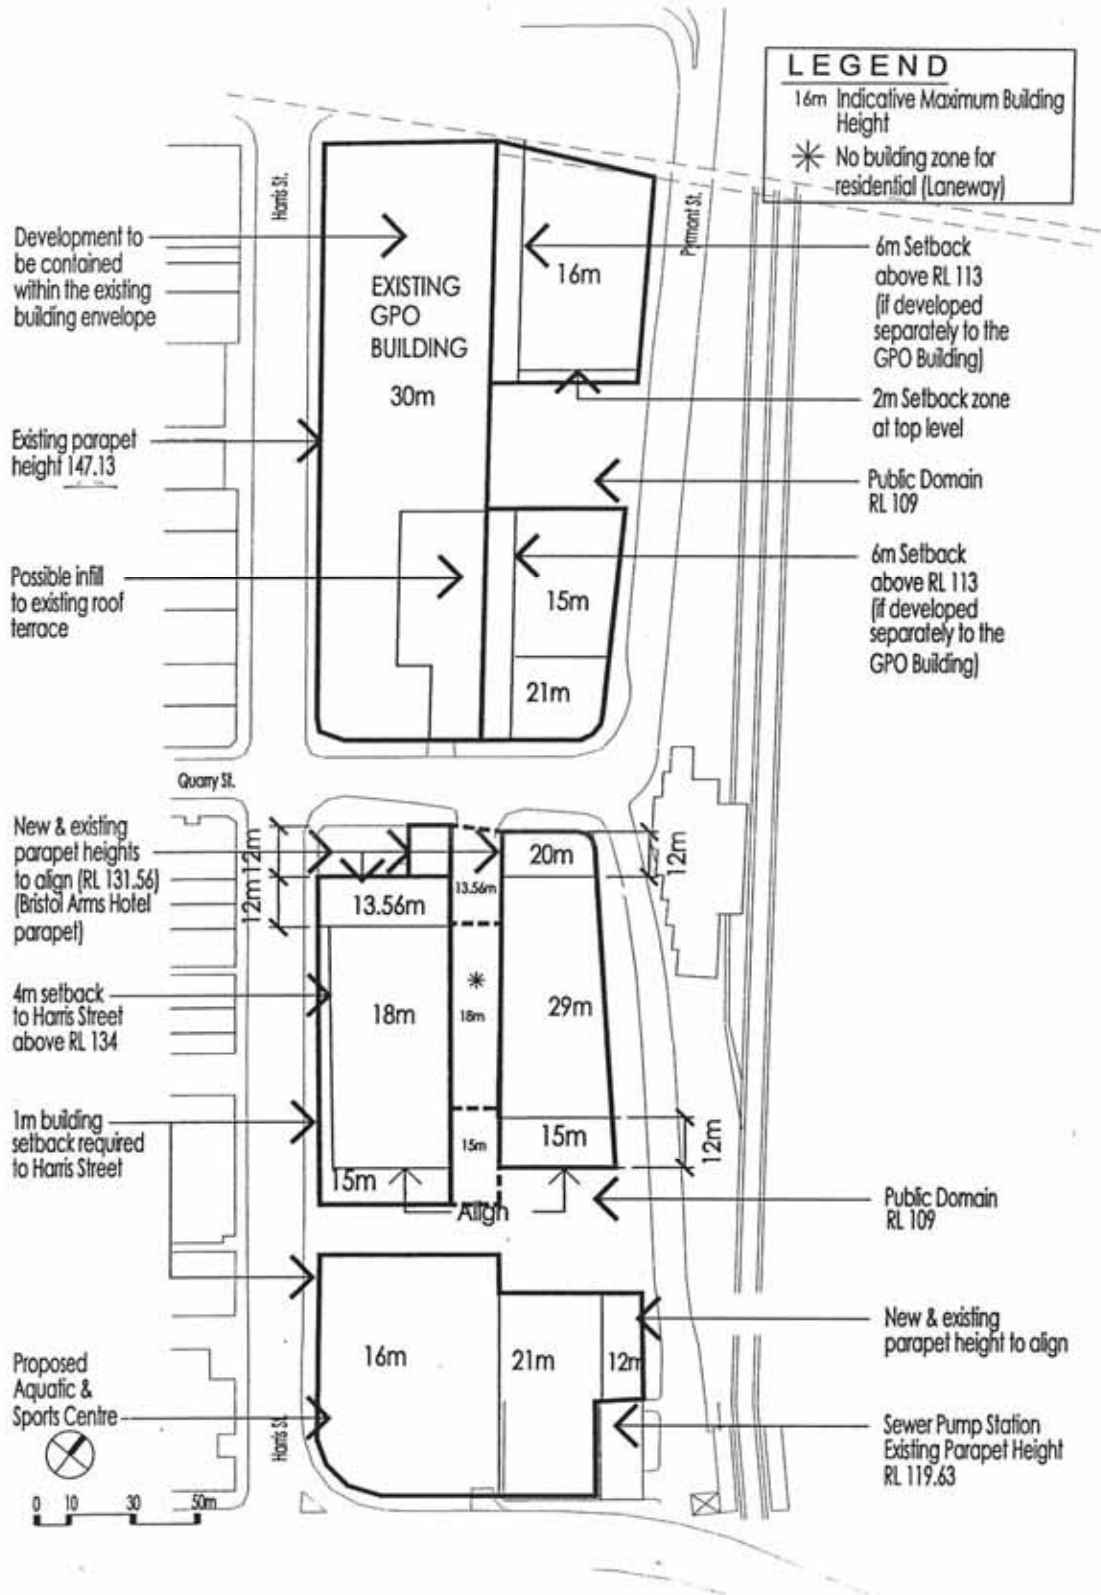 LEGEND
16m Indicative Maximum Building
Height
No building zone for
residential (Laneway)
Harris St.
Pyrmont St.
Development to
be contained
within the existing
building envelope
EXISTING
GPO
BUILDING
30m
16m
6m Setback
above RL 113
(if developed
separately to the
GPO Building)
2m Setback zone
at top level
Existing parapet
height 147.13
Public Domain
RL 109
Possible infill
to existing roof
terrace
15m
21m
6m Setback
above RL 113
(if developed
separately to the
GPO Building)
Quarry St.
New & existing
parapet heights
to align (RL 131.56)
(Bristol Arms Hotel
parapet)
12m
12m
13.56m
13.56m
20m
12m
4m setback
to Harris Street
above RL 134
18m
18m
29m
1m building
setback required
to Harris Street
15m
15m
15m
12m
Align
Public Domain
RL 109
16m
21m
12m
New & existing
parapet height to align
Proposed
Aquatic &
Sports Centre
Harris St.
Sewer Pump Station
Existing Parapet Height
RL 119.63
0 10 30 50m